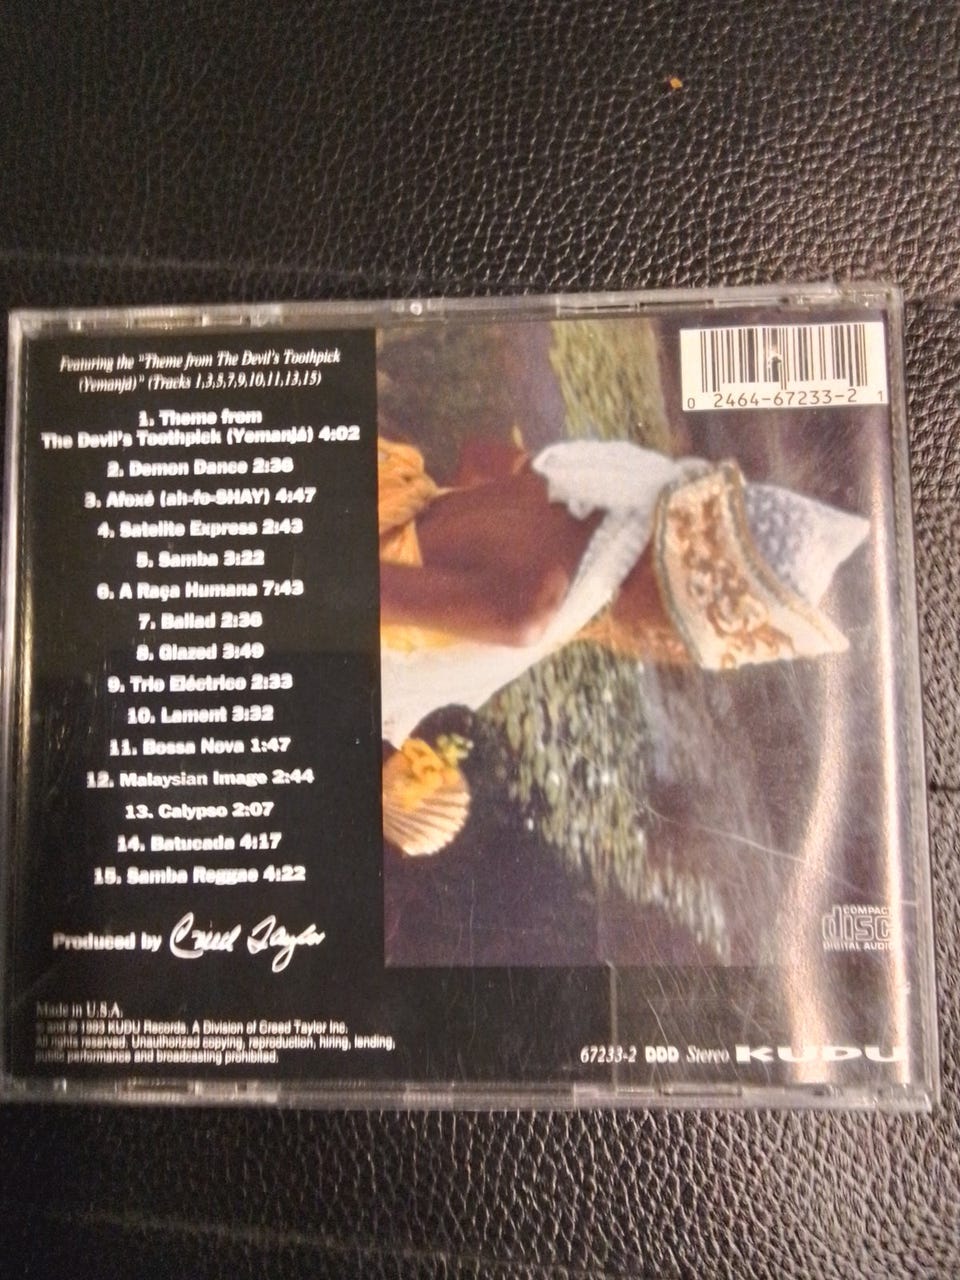 Featuring the "Theme from The Devil's Toothpick
(Yemanjá)" (Tracks 1,3,5,7,9,10,11,13,15)
1. Theme from
The Devil's Toothpick (Yemanjá) 4:02
2. Demon Dance 2:36
3. Afoxé (ah-fo-SHAY) 4:47
4. Satelite Express 2:43
5. Samba 3:22
6. A Raça Humana 7:43
7. Ballad 2:36
8. Glazed 3:49
9. Trio Eléctrico 2:33
10. Lament 3:32
11. Bossa Nova 1:47
12. Malaysian Image 2:44
13. Calypso 2:07
14. Batucada 4:17
15. Samba Reggae 4:22
Produced by Creed Taylor
Made in U.S.A.
© and ℗ 1993 KUDU Records. A Division of Creed Taylor Inc.
All rights reserved. Unauthorized copying, reproduction, hiring, lending,
public performance and broadcasting prohibited.
0 2464-67233-2 1
COMPACT
disc
DIGITAL AUDIO
67233-2 DDD Stereo KUDU